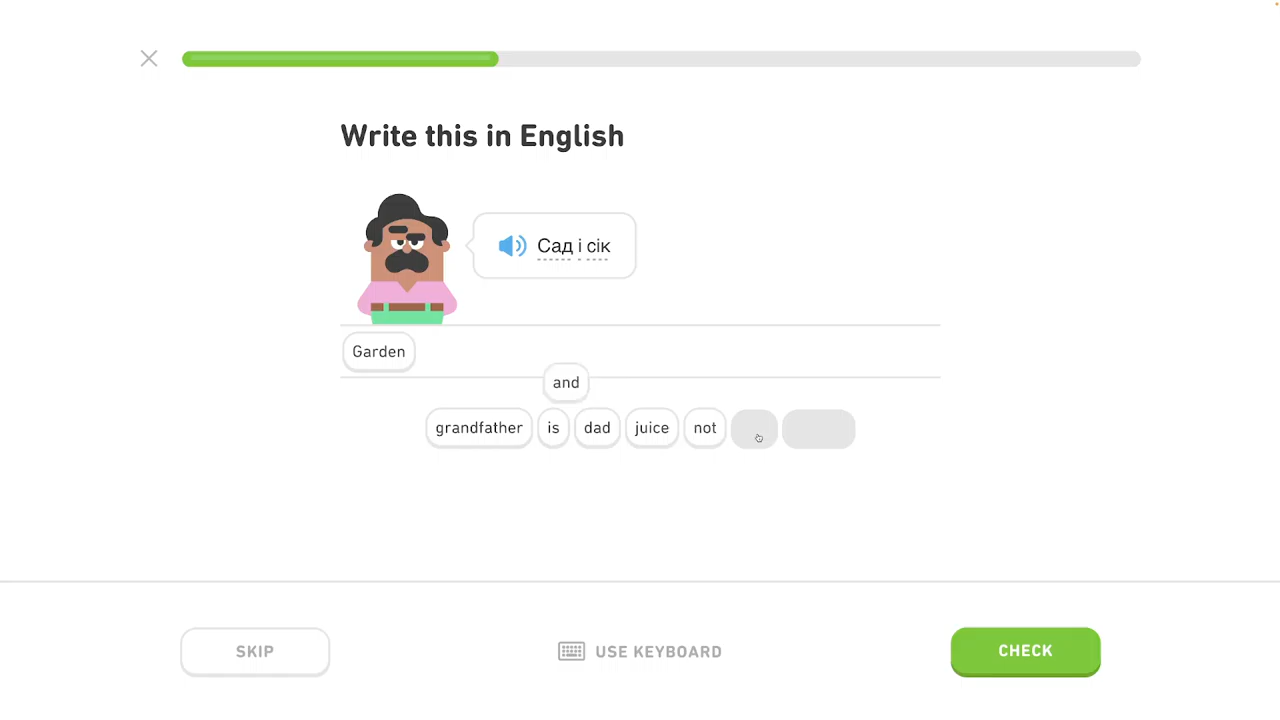 Write this in English
Сад і сік
Garden
and
grandfather is dad juice not
SKIP USE KEYBOARD CHECK